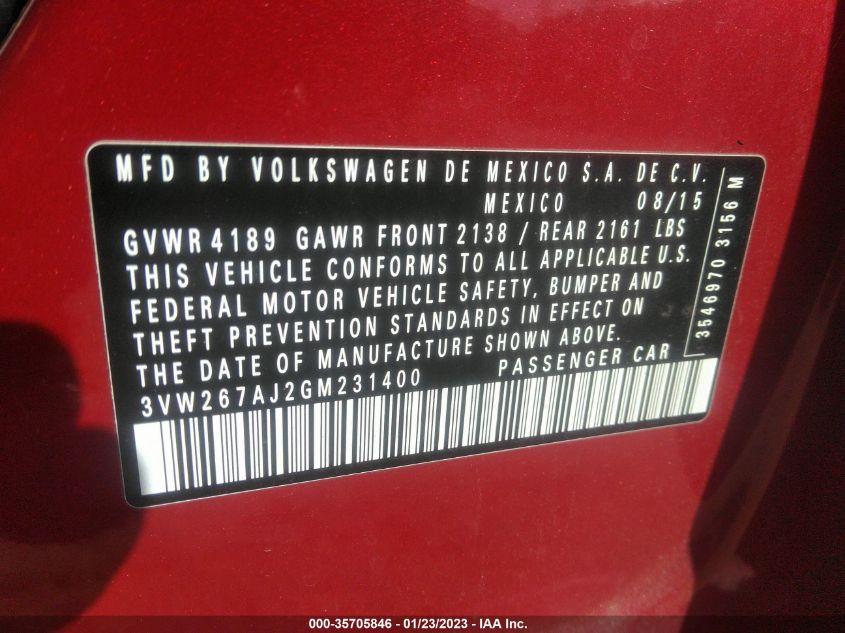 MFD BY VOLKSWAGEN DE MEXICO S.A. DE C.V.
MEXICO 08/15
GVWR 4189 GAWR FRONT 2138 / REAR 2161 LBS
THIS VEHICLE CONFORMS TO ALL APPLICABLE U.S.
FEDERAL MOTOR VEHICLE SAFETY, BUMPER AND
THEFT PREVENTION STANDARDS IN EFFECT ON
THE DATE OF MANUFACTURE SHOWN ABOVE.
3VW267AJ2GM231400 PASSENGER CAR
3546970 3156 M
000-35705846 - 01/23/2023 - IAA Inc.